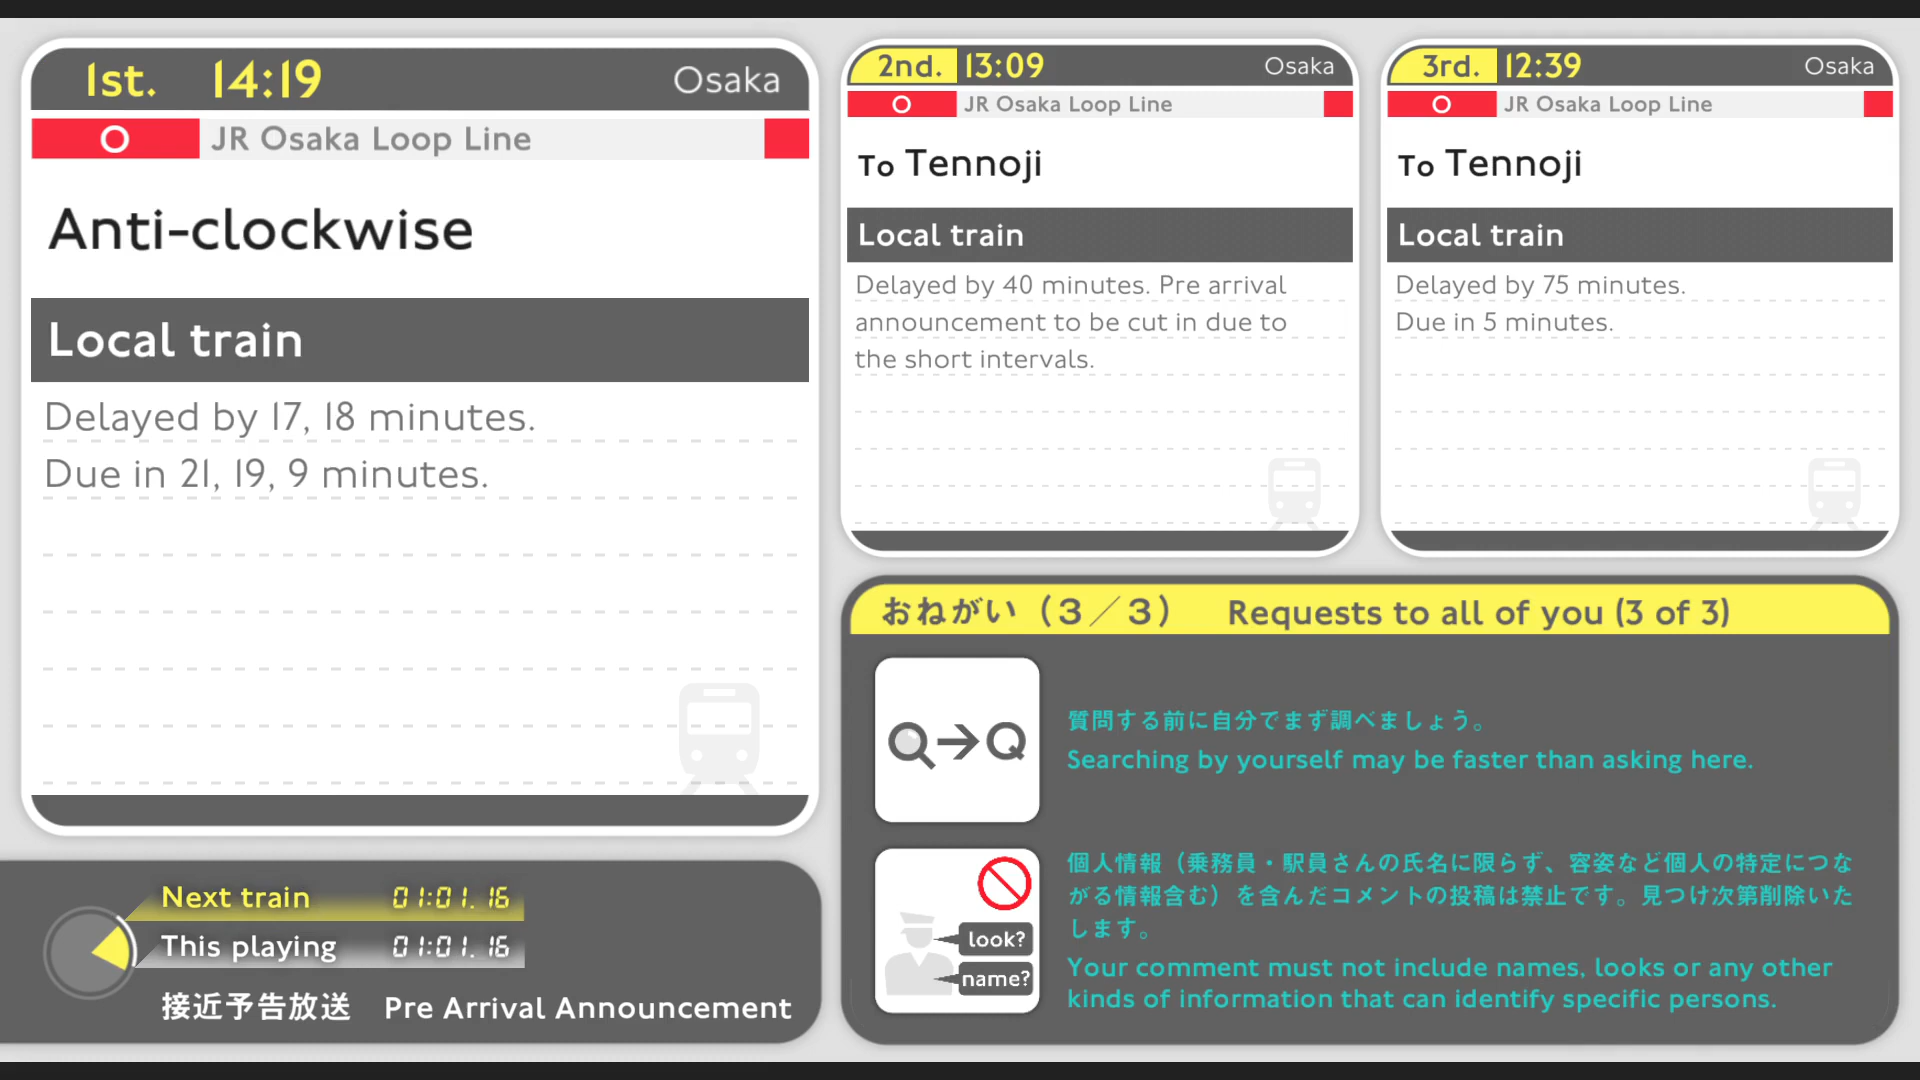 1st. 14:19 Osaka
O JR Osaka Loop Line
Anti-clockwise
Local train
Delayed by 17, 18 minutes.
Due in 21, 19, 9 minutes.
2nd. 13:09 Osaka
O JR Osaka Loop Line
To Tennoji
Local train
Delayed by 40 minutes. Pre arrival
announcement to be cut in due to
the short intervals.
3rd. 12:39 Osaka
O JR Osaka Loop Line
To Tennoji
Local train
Delayed by 75 minutes.
Due in 5 minutes.
Next train 01:01.16
This playing 01:01.16
接近予告放送 Pre Arrival Announcement
おねがい（３／３） Requests to all of you (3 of 3)
Q
質問する前に自分でまず調べましょう。
Searching by yourself may be faster than asking here.
look?
name?
個人情報（乗務員・駅員さんの氏名に限らず、容姿など個人の特定につな
がる情報含む）を含んだコメントの投稿は禁止です。見つけ次第削除いた
します。
Your comment must not include names, looks or any other
kinds of information that can identify specific persons.